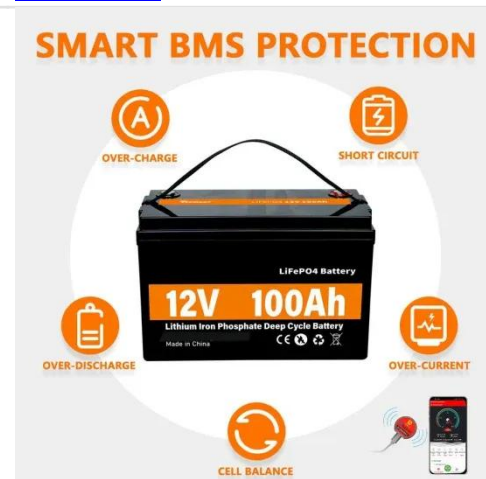 SMART BMS PROTECTION
OVER-CHARGE
SHORT CIRCUIT
LiFePO4 Battery
12V 100Ah
Lithium Iron Phosphate Deep Cycle Battery
Made in China
CE
OVER-DISCHARGE
OVER-CURRENT
CELL BALANCE